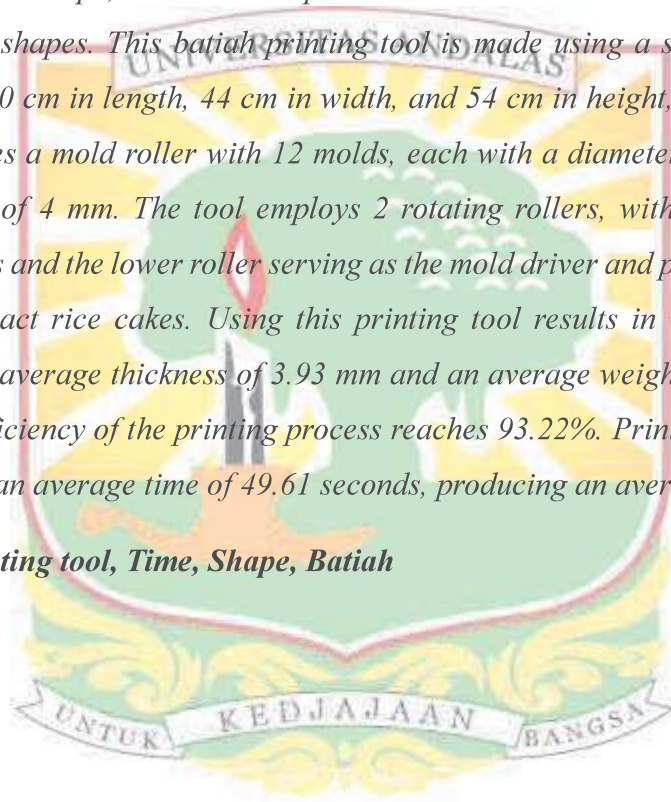 shapes. This batiah printing tool is made using a s
UNIVERSITAS ANDALAS
0 cm in length, 44 cm in width, and 54 cm in height,
es a mold roller with 12 molds, each with a diameter
of 4 mm. The tool employs 2 rotating rollers, with
s and the lower roller serving as the mold driver and p
act rice cakes. Using this printing tool results in
average thickness of 3.93 mm and an average weigh
ficiency of the printing process reaches 93.22%. Prin
an average time of 49.61 seconds, producing an aver
ting tool, Time, Shape, Batiah
UNTUK KEDJAJAAN BANGSA